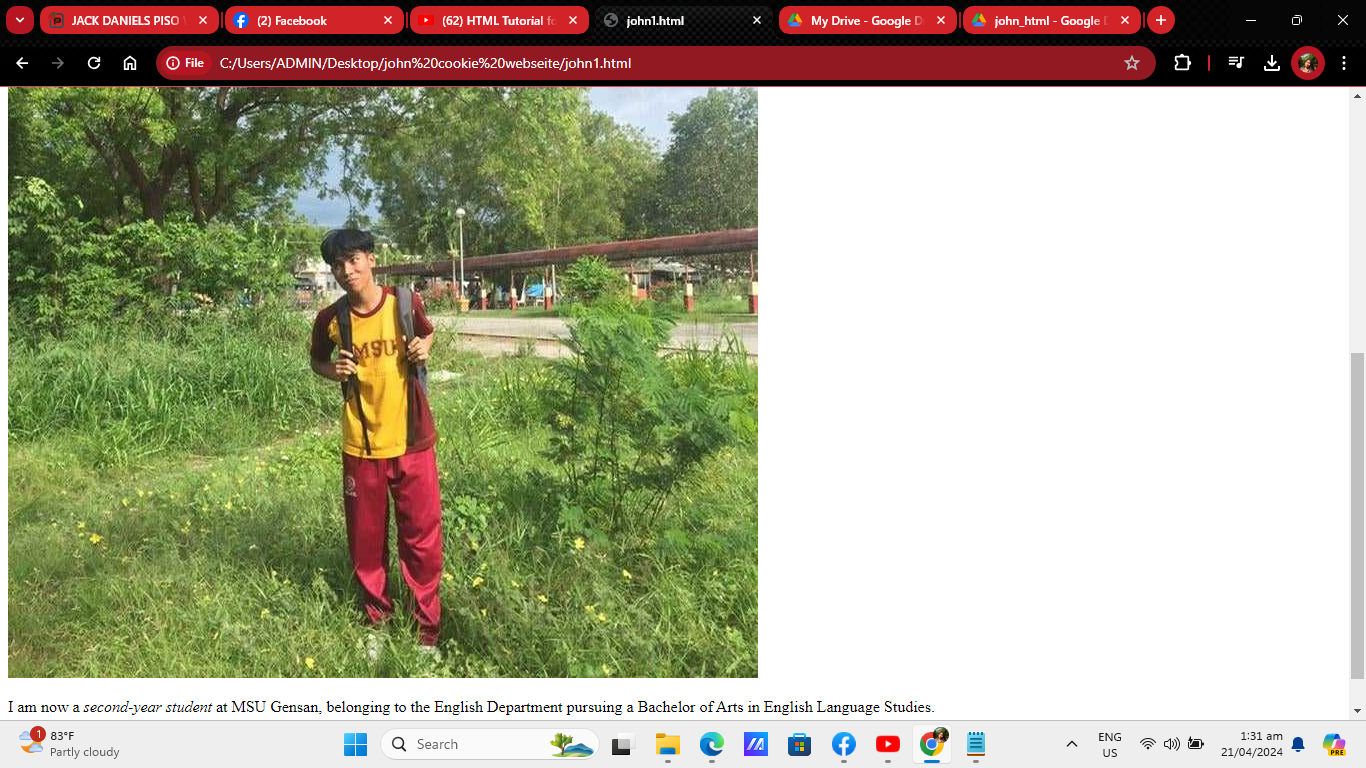 JACK DANIELS PISO
(2) Facebook
(62) HTML Tutorial fo
john1.html
My Drive - Google D
john_html - Google D
File
C:/Users/ADMIN/Desktop/john%20cookie%20webseite/john1.html
MSU
I am now a second-year student at MSU Gensan, belonging to the English Department pursuing a Bachelor of Arts in English Language Studies.
1
83°F
Partly cloudy
Search
PRE
ENG
US
1:31 am
21/04/2024